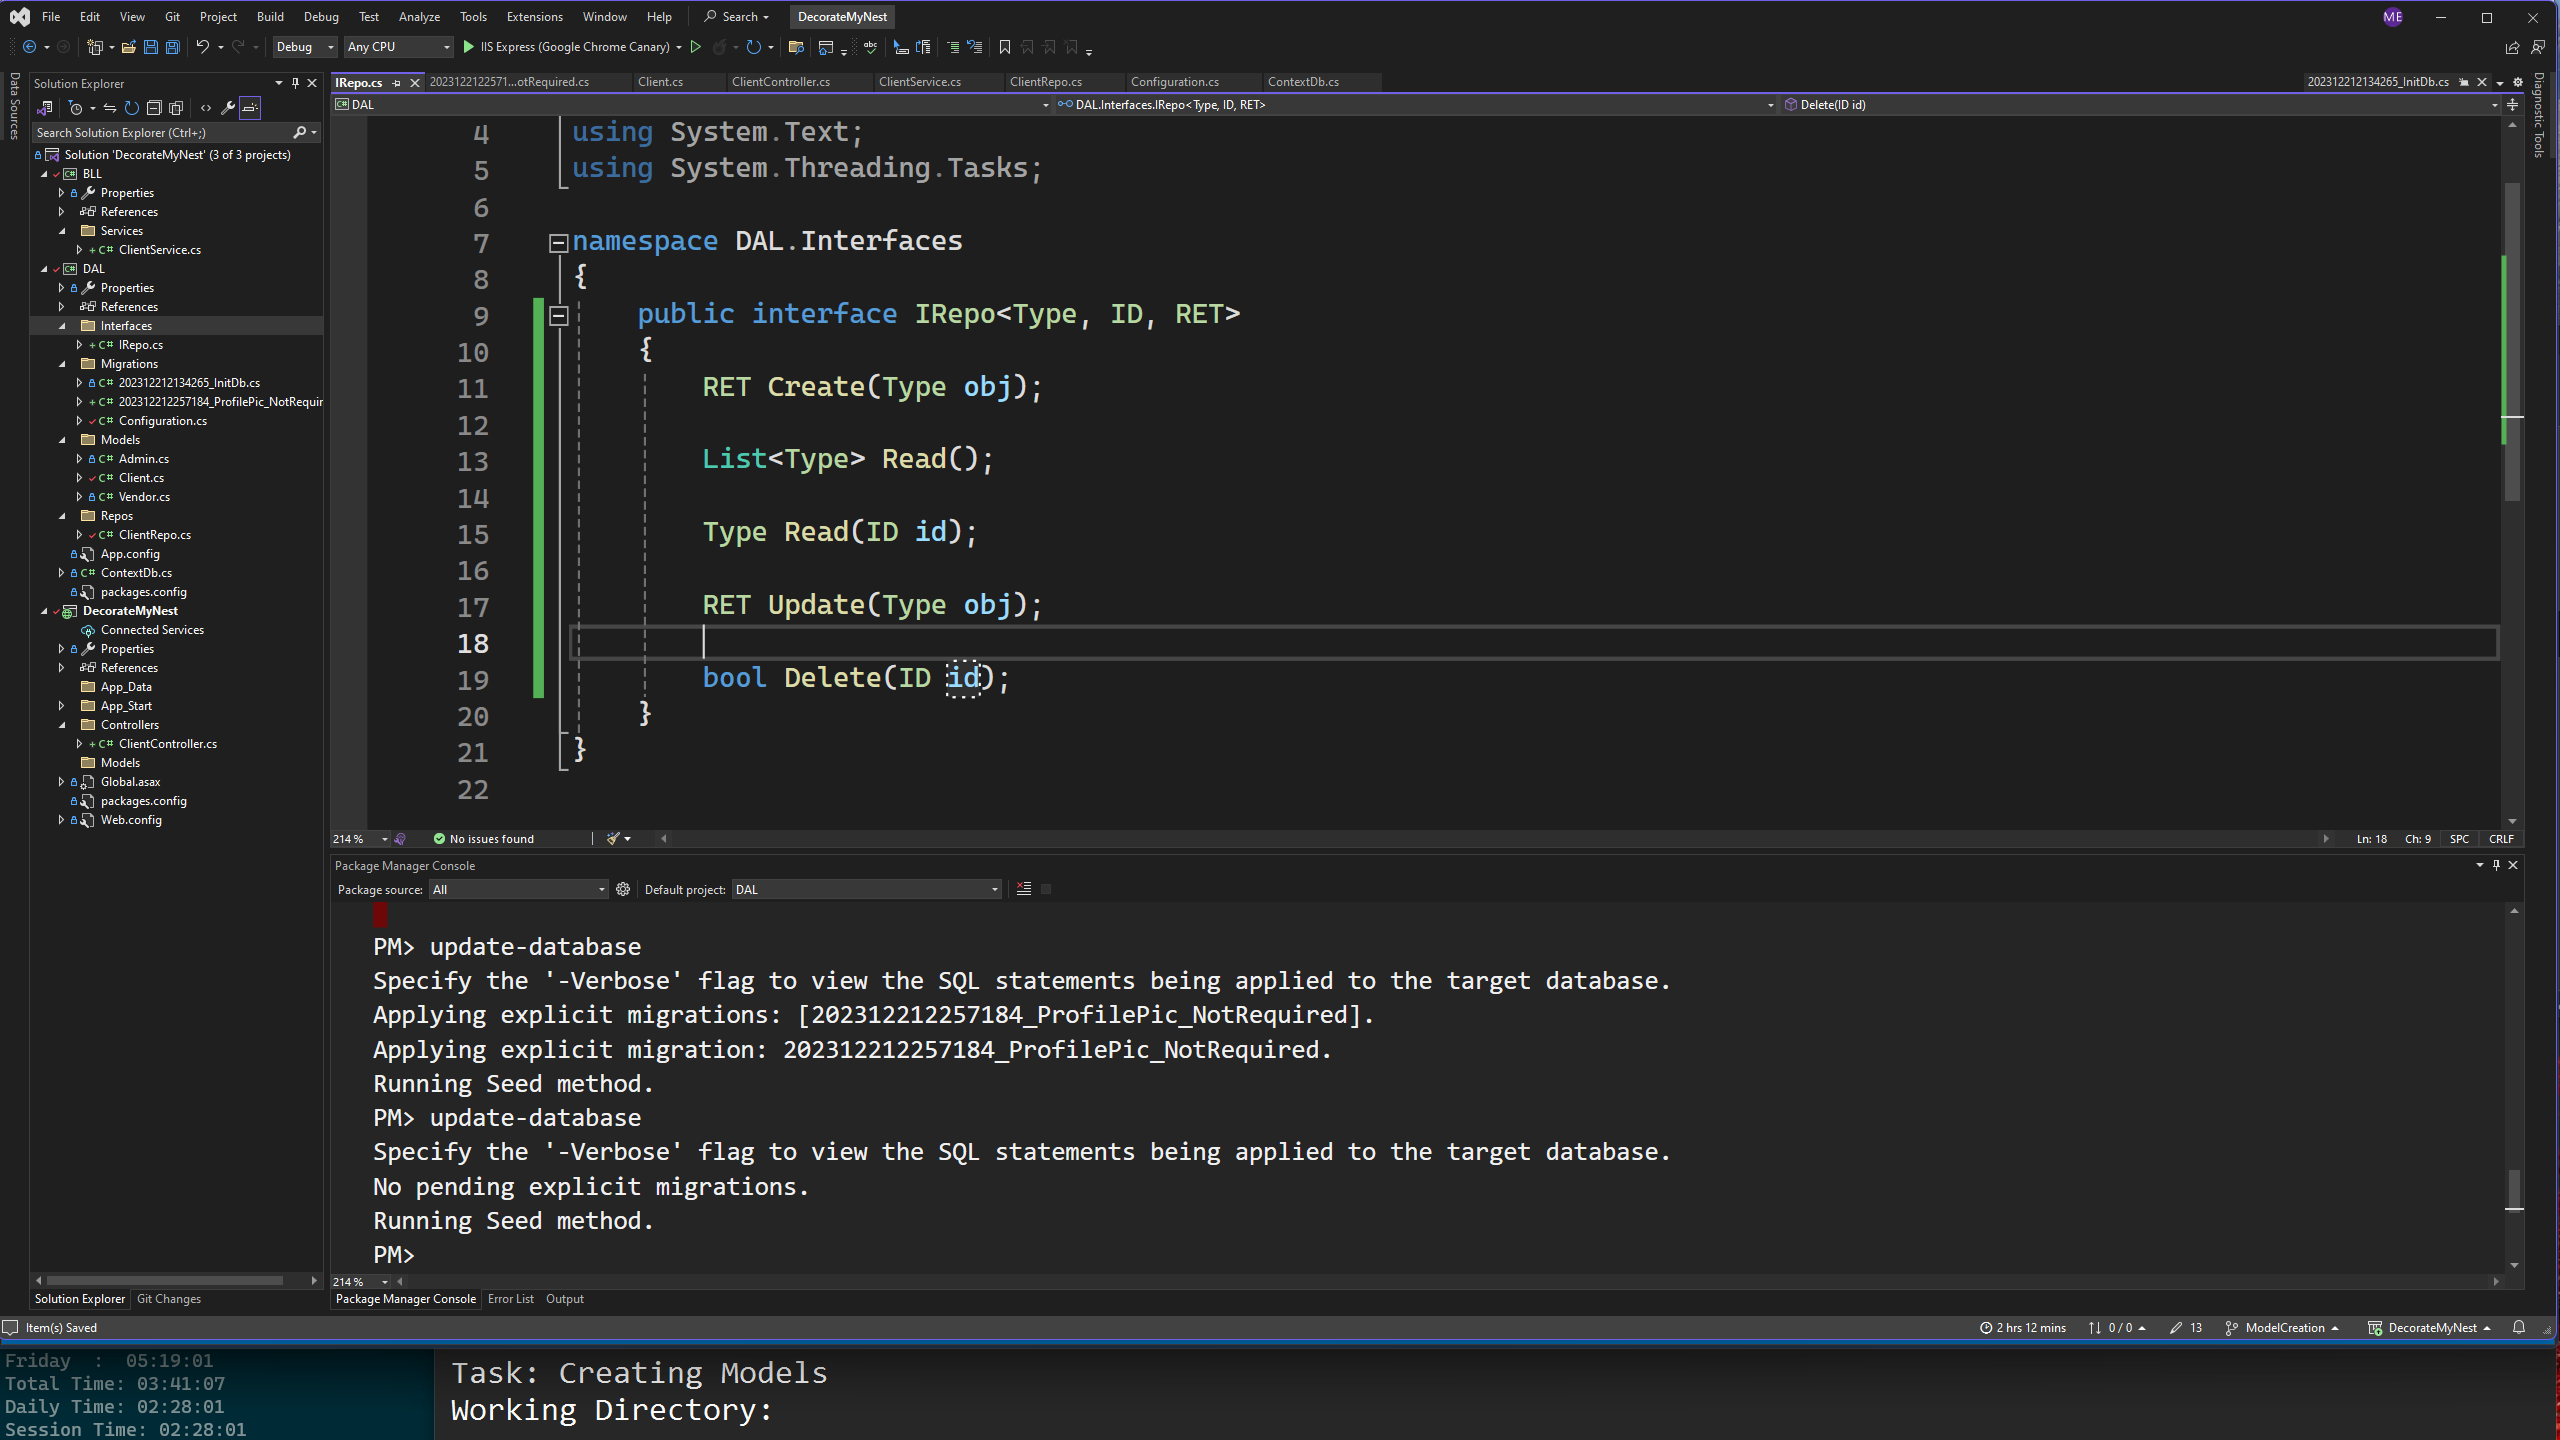 File Edit View Git Project Build Debug Test Analyze Tools Extensions Window Help Search DecorateMyNest ME
Debug Any CPU IIS Express (Google Chrome Canary)
Data Sources
Solution Explorer
Search Solution Explorer (Ctrl+;)
Solution 'DecorateMyNest' (3 of 3 projects)
BLL
Properties
References
Services
C# ClientService.cs
DAL
Properties
References
Interfaces
C# IRepo.cs
Migrations
C# 202312212134265_InitDb.cs
C# 202312212257184_ProfilePic_NotRequir
C# Configuration.cs
Models
C# Admin.cs
C# Client.cs
C# Vendor.cs
Repos
C# ClientRepo.cs
App.config
C# ContextDb.cs
packages.config
DecorateMyNest
Connected Services
Properties
References
App_Data
App_Start
Controllers
C# ClientController.cs
Models
Global.asax
packages.config
Web.config
Solution Explorer Git Changes
IRepo.cs 2023122122571...otRequired.cs Client.cs ClientController.cs ClientService.cs ClientRepo.cs Configuration.cs ContextDb.cs 202312212134265_InitDb.cs
C# DAL DAL.Interfaces.IRepo<Type, ID, RET> Delete(ID id)
4 using System.Text;
5 using System.Threading.Tasks;
6
7 namespace DAL.Interfaces
8 {
9 public interface IRepo<Type, ID, RET>
10 {
11 RET Create(Type obj);
12
13 List<Type> Read();
14
15 Type Read(ID id);
16
17 RET Update(Type obj);
18
19 bool Delete(ID id);
20 }
21 }
22
214 % No issues found Ln: 18 Ch: 9 SPC CRLF
Diagnostic Tools
Package Manager Console
Package source: All Default project: DAL
PM> update-database
Specify the '-Verbose' flag to view the SQL statements being applied to the target database.
Applying explicit migrations: [202312212257184_ProfilePic_NotRequired].
Applying explicit migration: 202312212257184_ProfilePic_NotRequired.
Running Seed method.
PM> update-database
Specify the '-Verbose' flag to view the SQL statements being applied to the target database.
No pending explicit migrations.
Running Seed method.
PM>
214 %
Package Manager Console Error List Output
Item(s) Saved 2 hrs 12 mins 0 / 0 13 ModelCreation DecorateMyNest
Friday : 05:19:01
Total Time: 03:41:07
Daily Time: 02:28:01
Session Time: 02:28:01
Task: Creating Models
Working Directory: